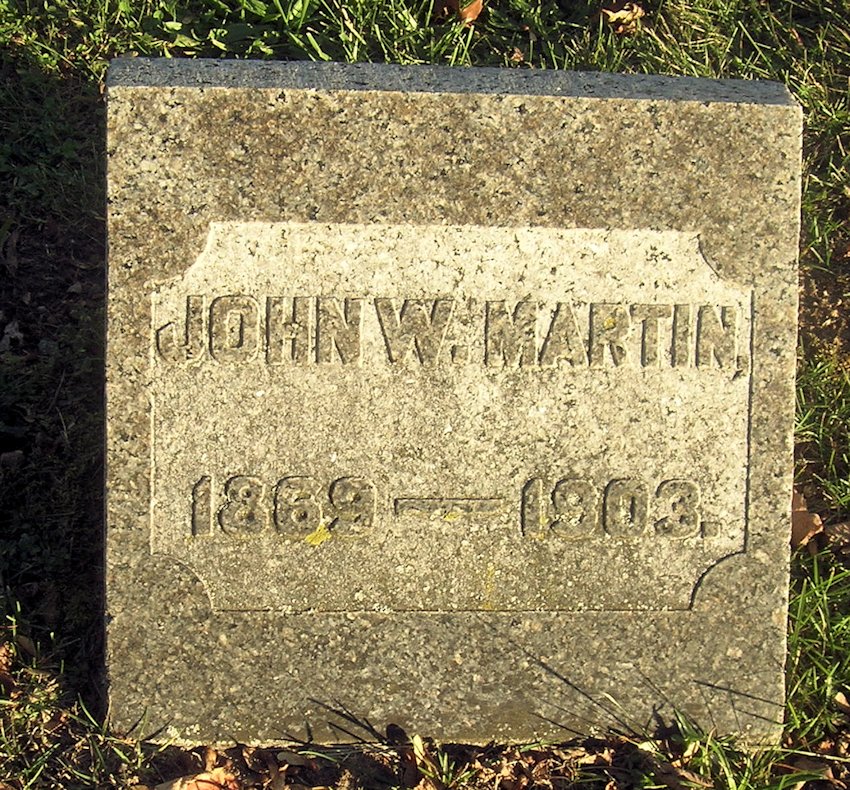 JOHN W. MARTIN,
1869 — 1903.